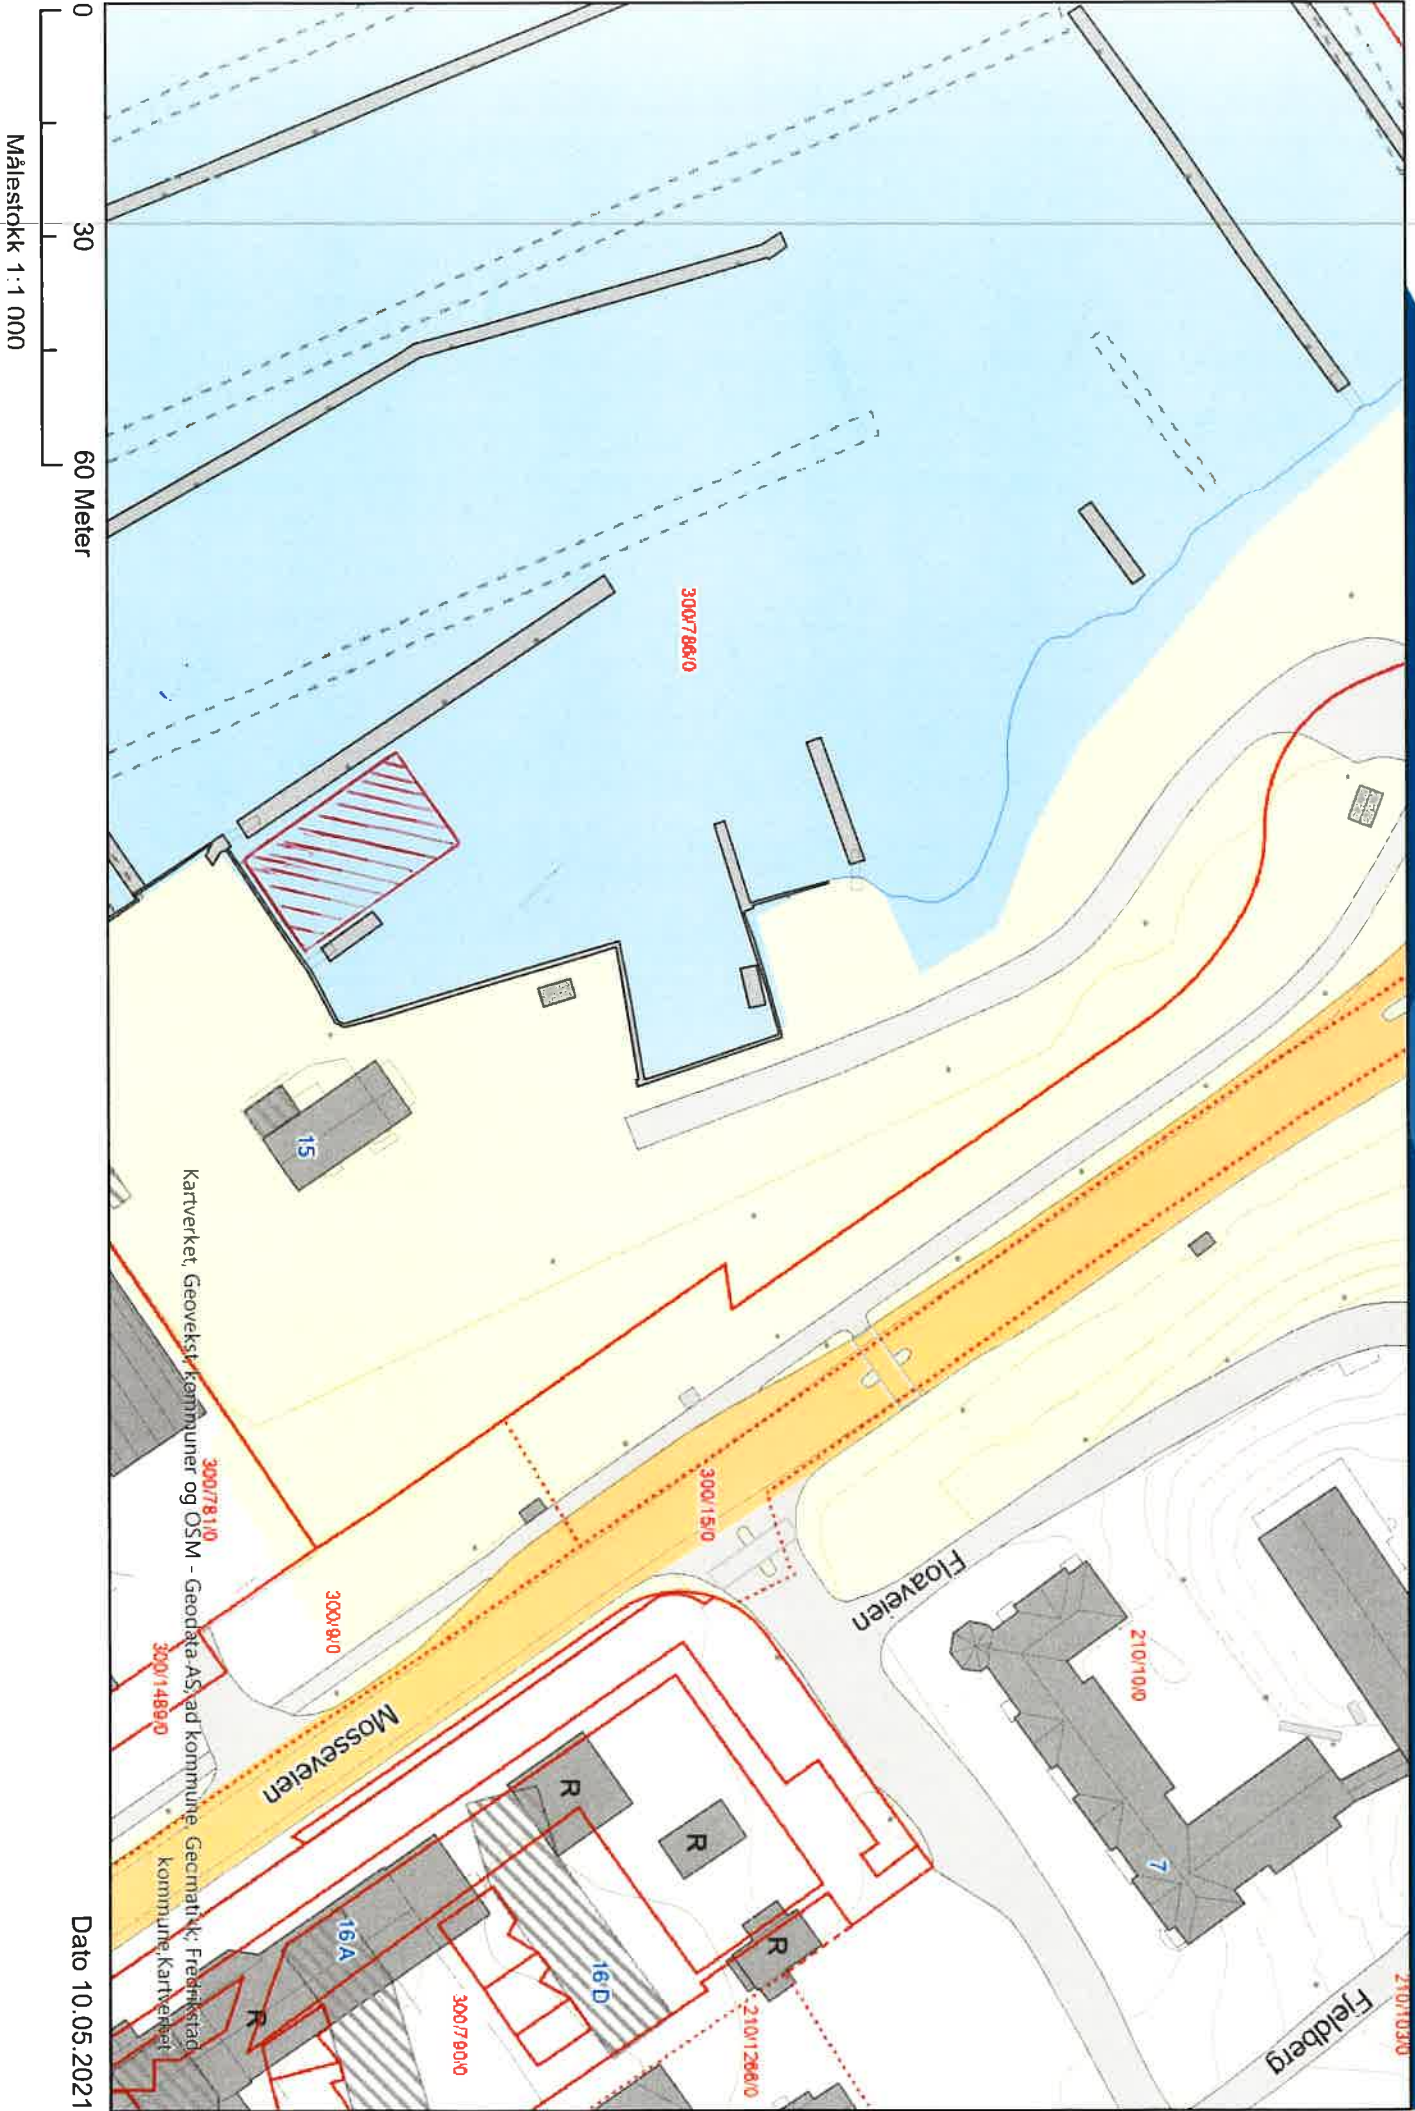 210/103/0
Fjeldberg
7
210/10/0
Floaveien
300/786/0
300/15/0
R
R
R
210/1266/0
16 D
300/790/0
Mosseveien
15
300/9/0
16 A
R
300/781/0
300/1489/0
Kartverket, Geovekst, kommuner og OSM - Geodata AS, ad kommune, Geomatikk; Fredrikstad
kommune, Kartverket
0 30 60 Meter
Målestokk 1:1 000
Dato 10.05.2021